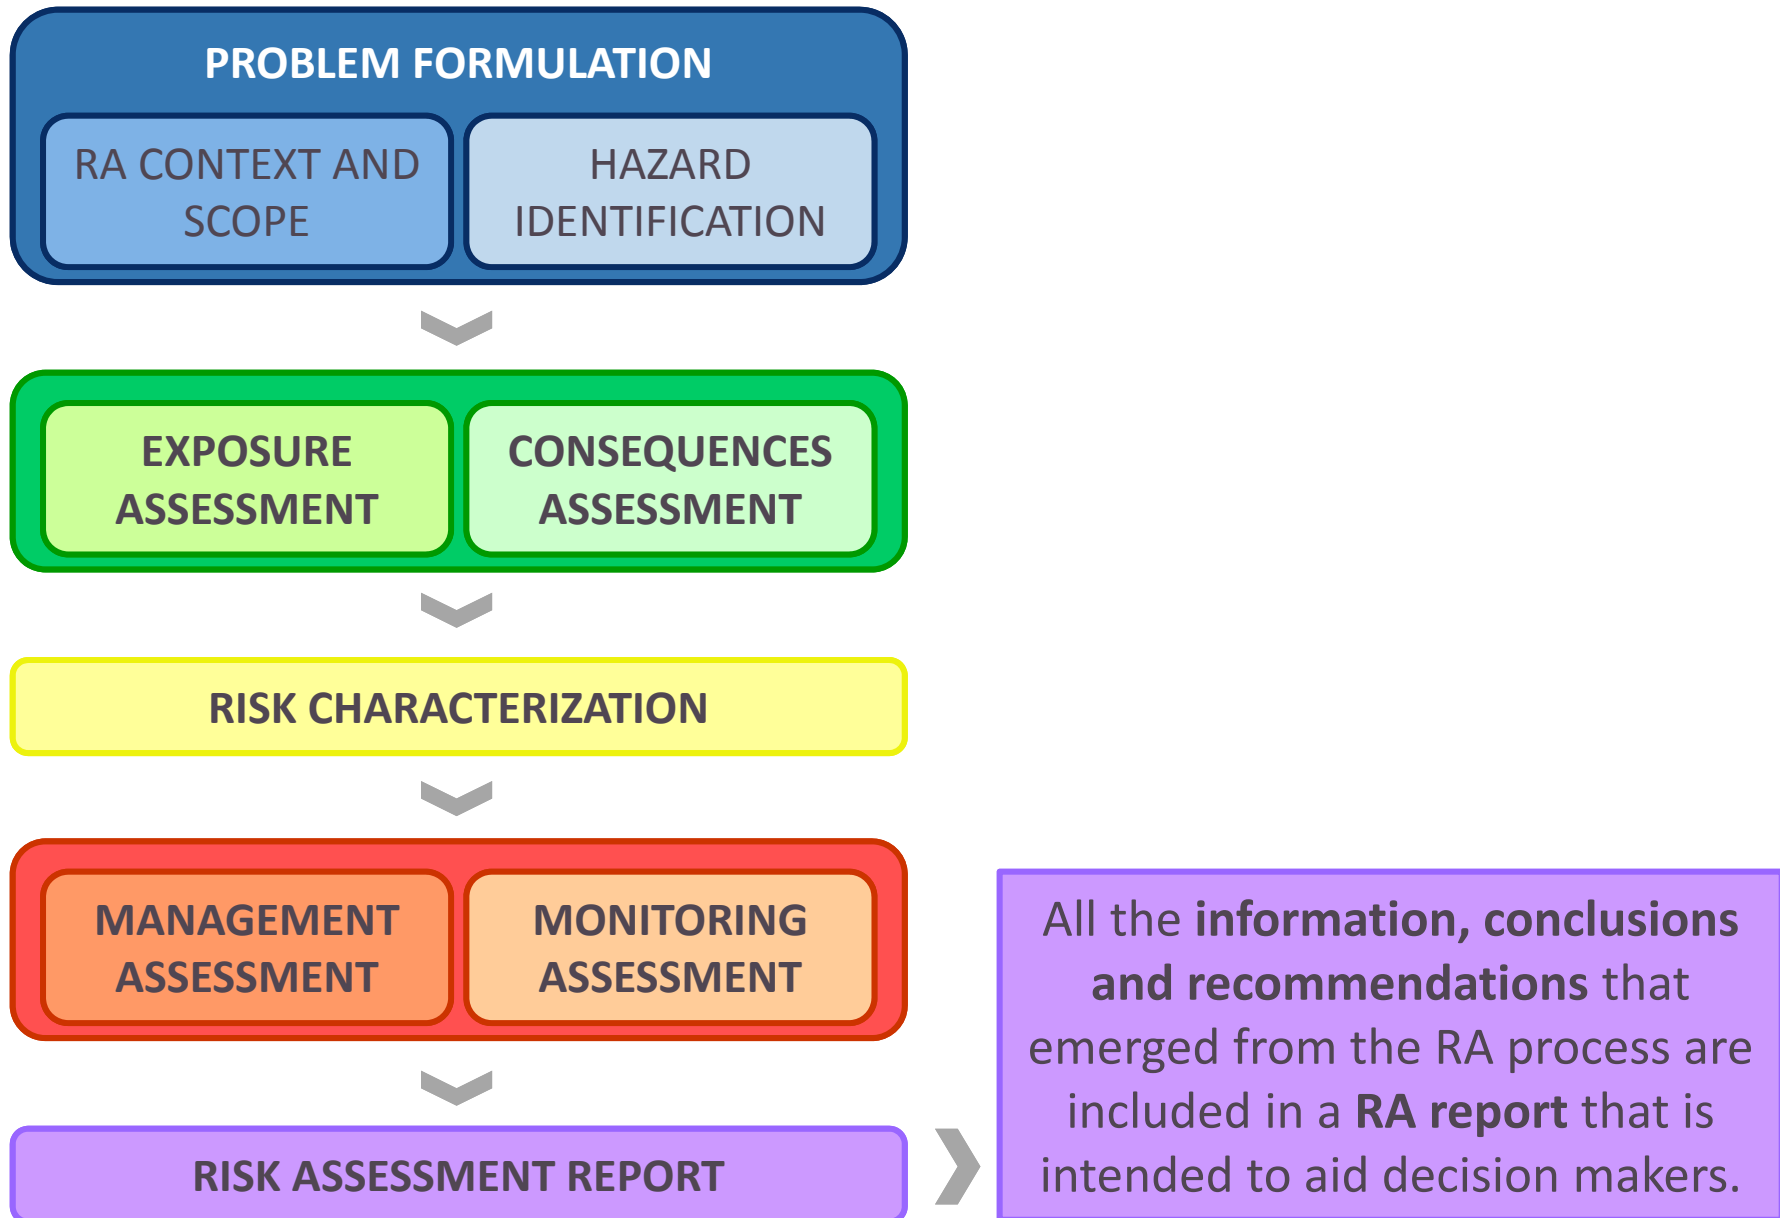 PROBLEM FORMULATION
RA CONTEXT AND
SCOPE
HAZARD
IDENTIFICATION
EXPOSURE
ASSESSMENT
CONSEQUENCES
ASSESSMENT
RISK CHARACTERIZATION
MANAGEMENT
ASSESSMENT
MONITORING
ASSESSMENT
RISK ASSESSMENT REPORT
All the information, conclusions
and recommendations that
emerged from the RA process are
included in a RA report that is
intended to aid decision makers.